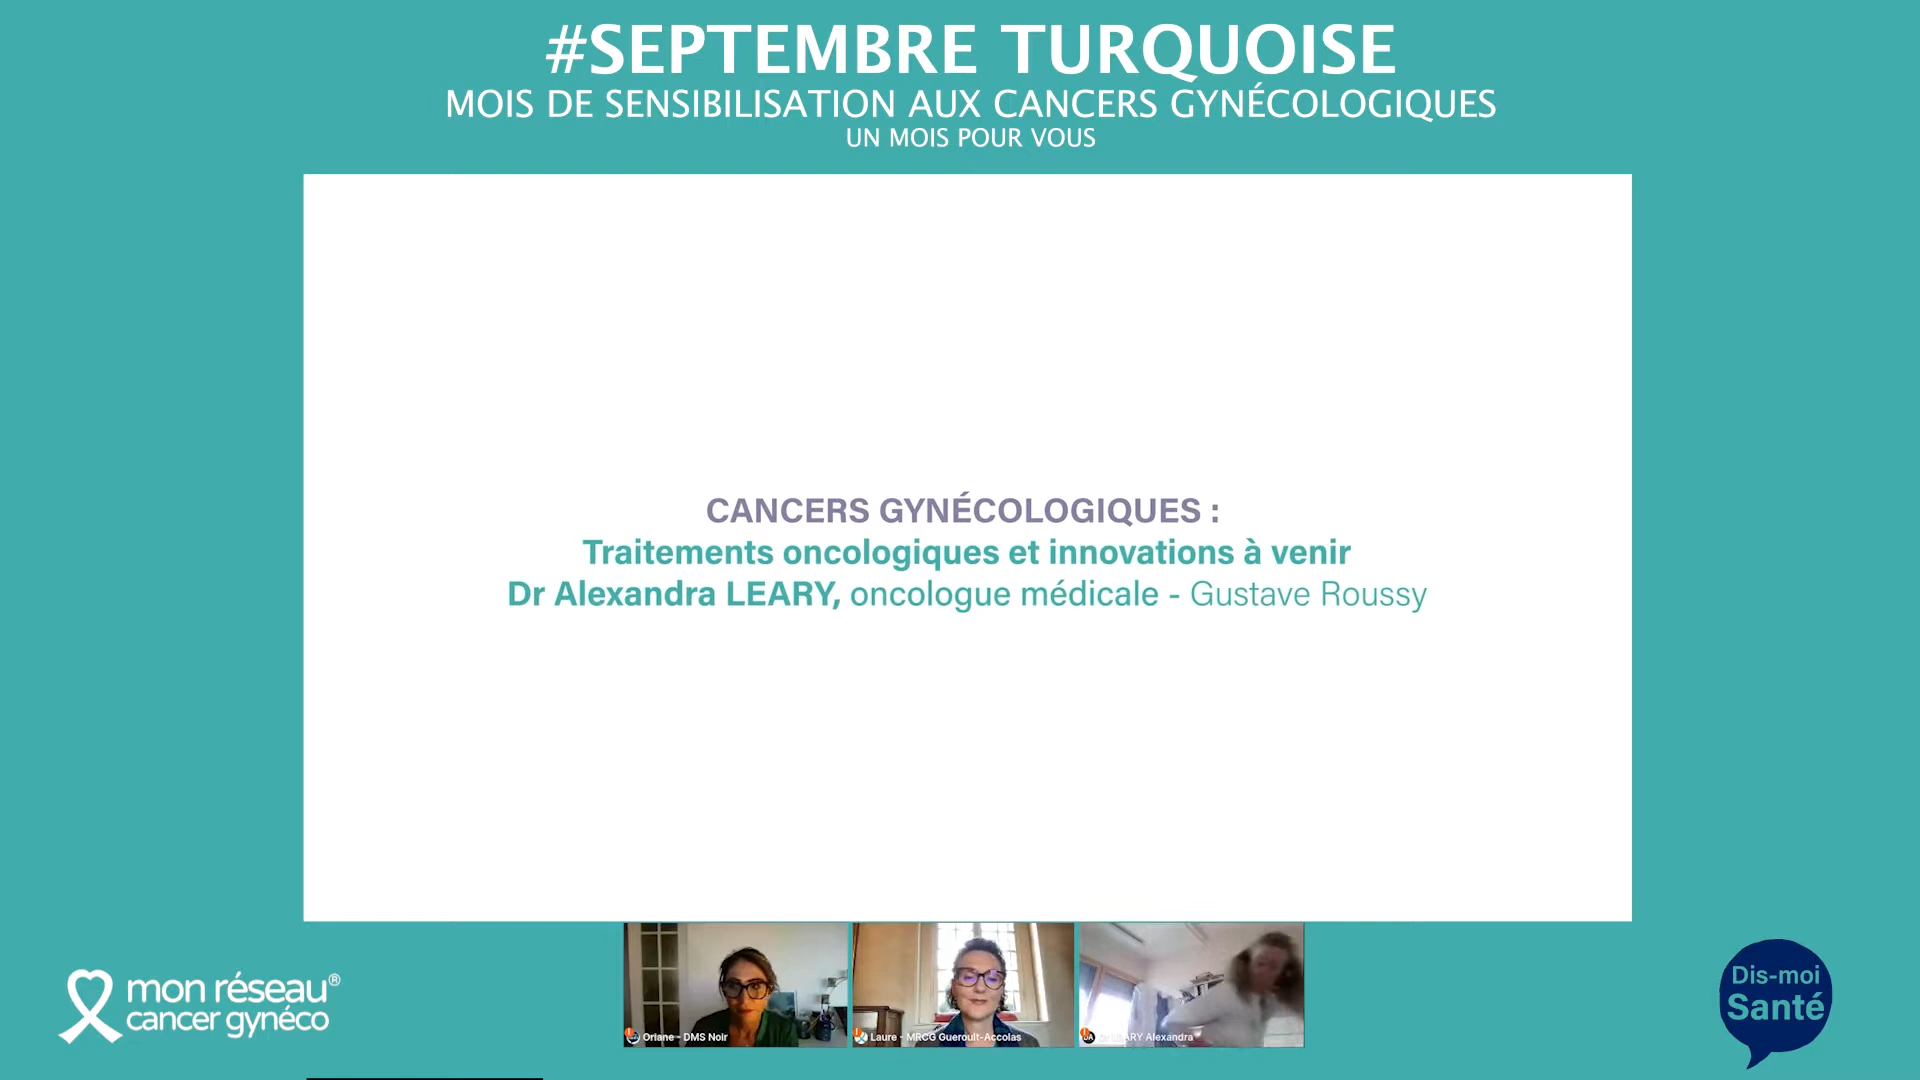 #SEPTEMBRE TURQUOISE
MOIS DE SENSIBILISATION AUX CANCERS GYNÉCOLOGIQUES
UN MOIS POUR VOUS
CANCERS GYNÉCOLOGIQUES :
Traitements oncologiques et innovations à venir
Dr Alexandra LEARY, oncologue médicale - Gustave Roussy
Oriane - DMS Noir
Laure - MRCG Gueroult-Accolas
Alexandra
mon réseau®
cancer gynéco
Dis-moi
Santé